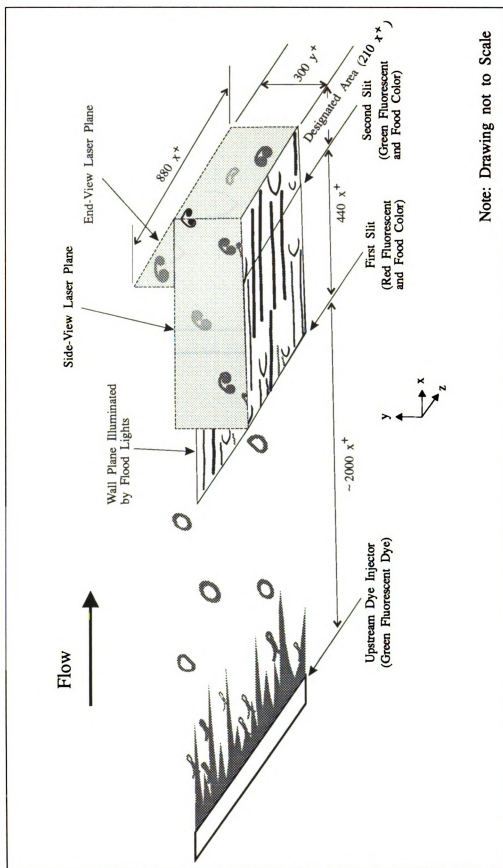 Flow
Side-View Laser Plane
End-View Laser Plane
Wall Plane Illuminated
by Flood Lights
880 x+
300 y+
Designated Area (210 x+)
440 x+
~2000 x+
y
x
z
Upstream Dye Injector
(Green Fluorescent Dye)
First Slit
(Red Fluorescent
and Food Color)
Second Slit
(Green Fluorescent
and Food Color)
Note: Drawing not to Scale